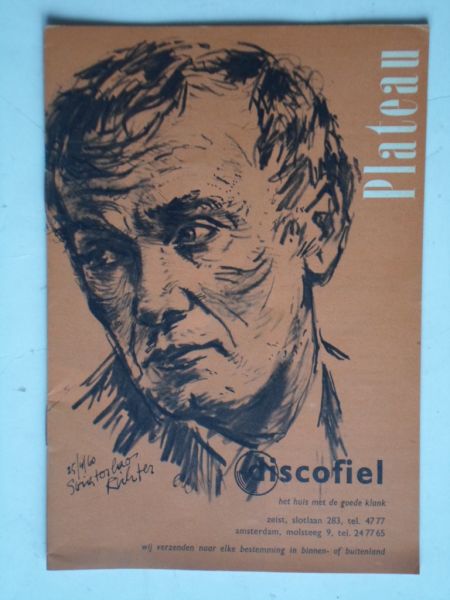 Plateau
25/11/60
Sviatoslav
Richter
discofiel
het huis met de goede klank
zeist, slotlaan 283, tel. 4777
amsterdam, molsteeg 9, tel. 247765
wij verzenden naar elke bestemming in binnen- of buitenland